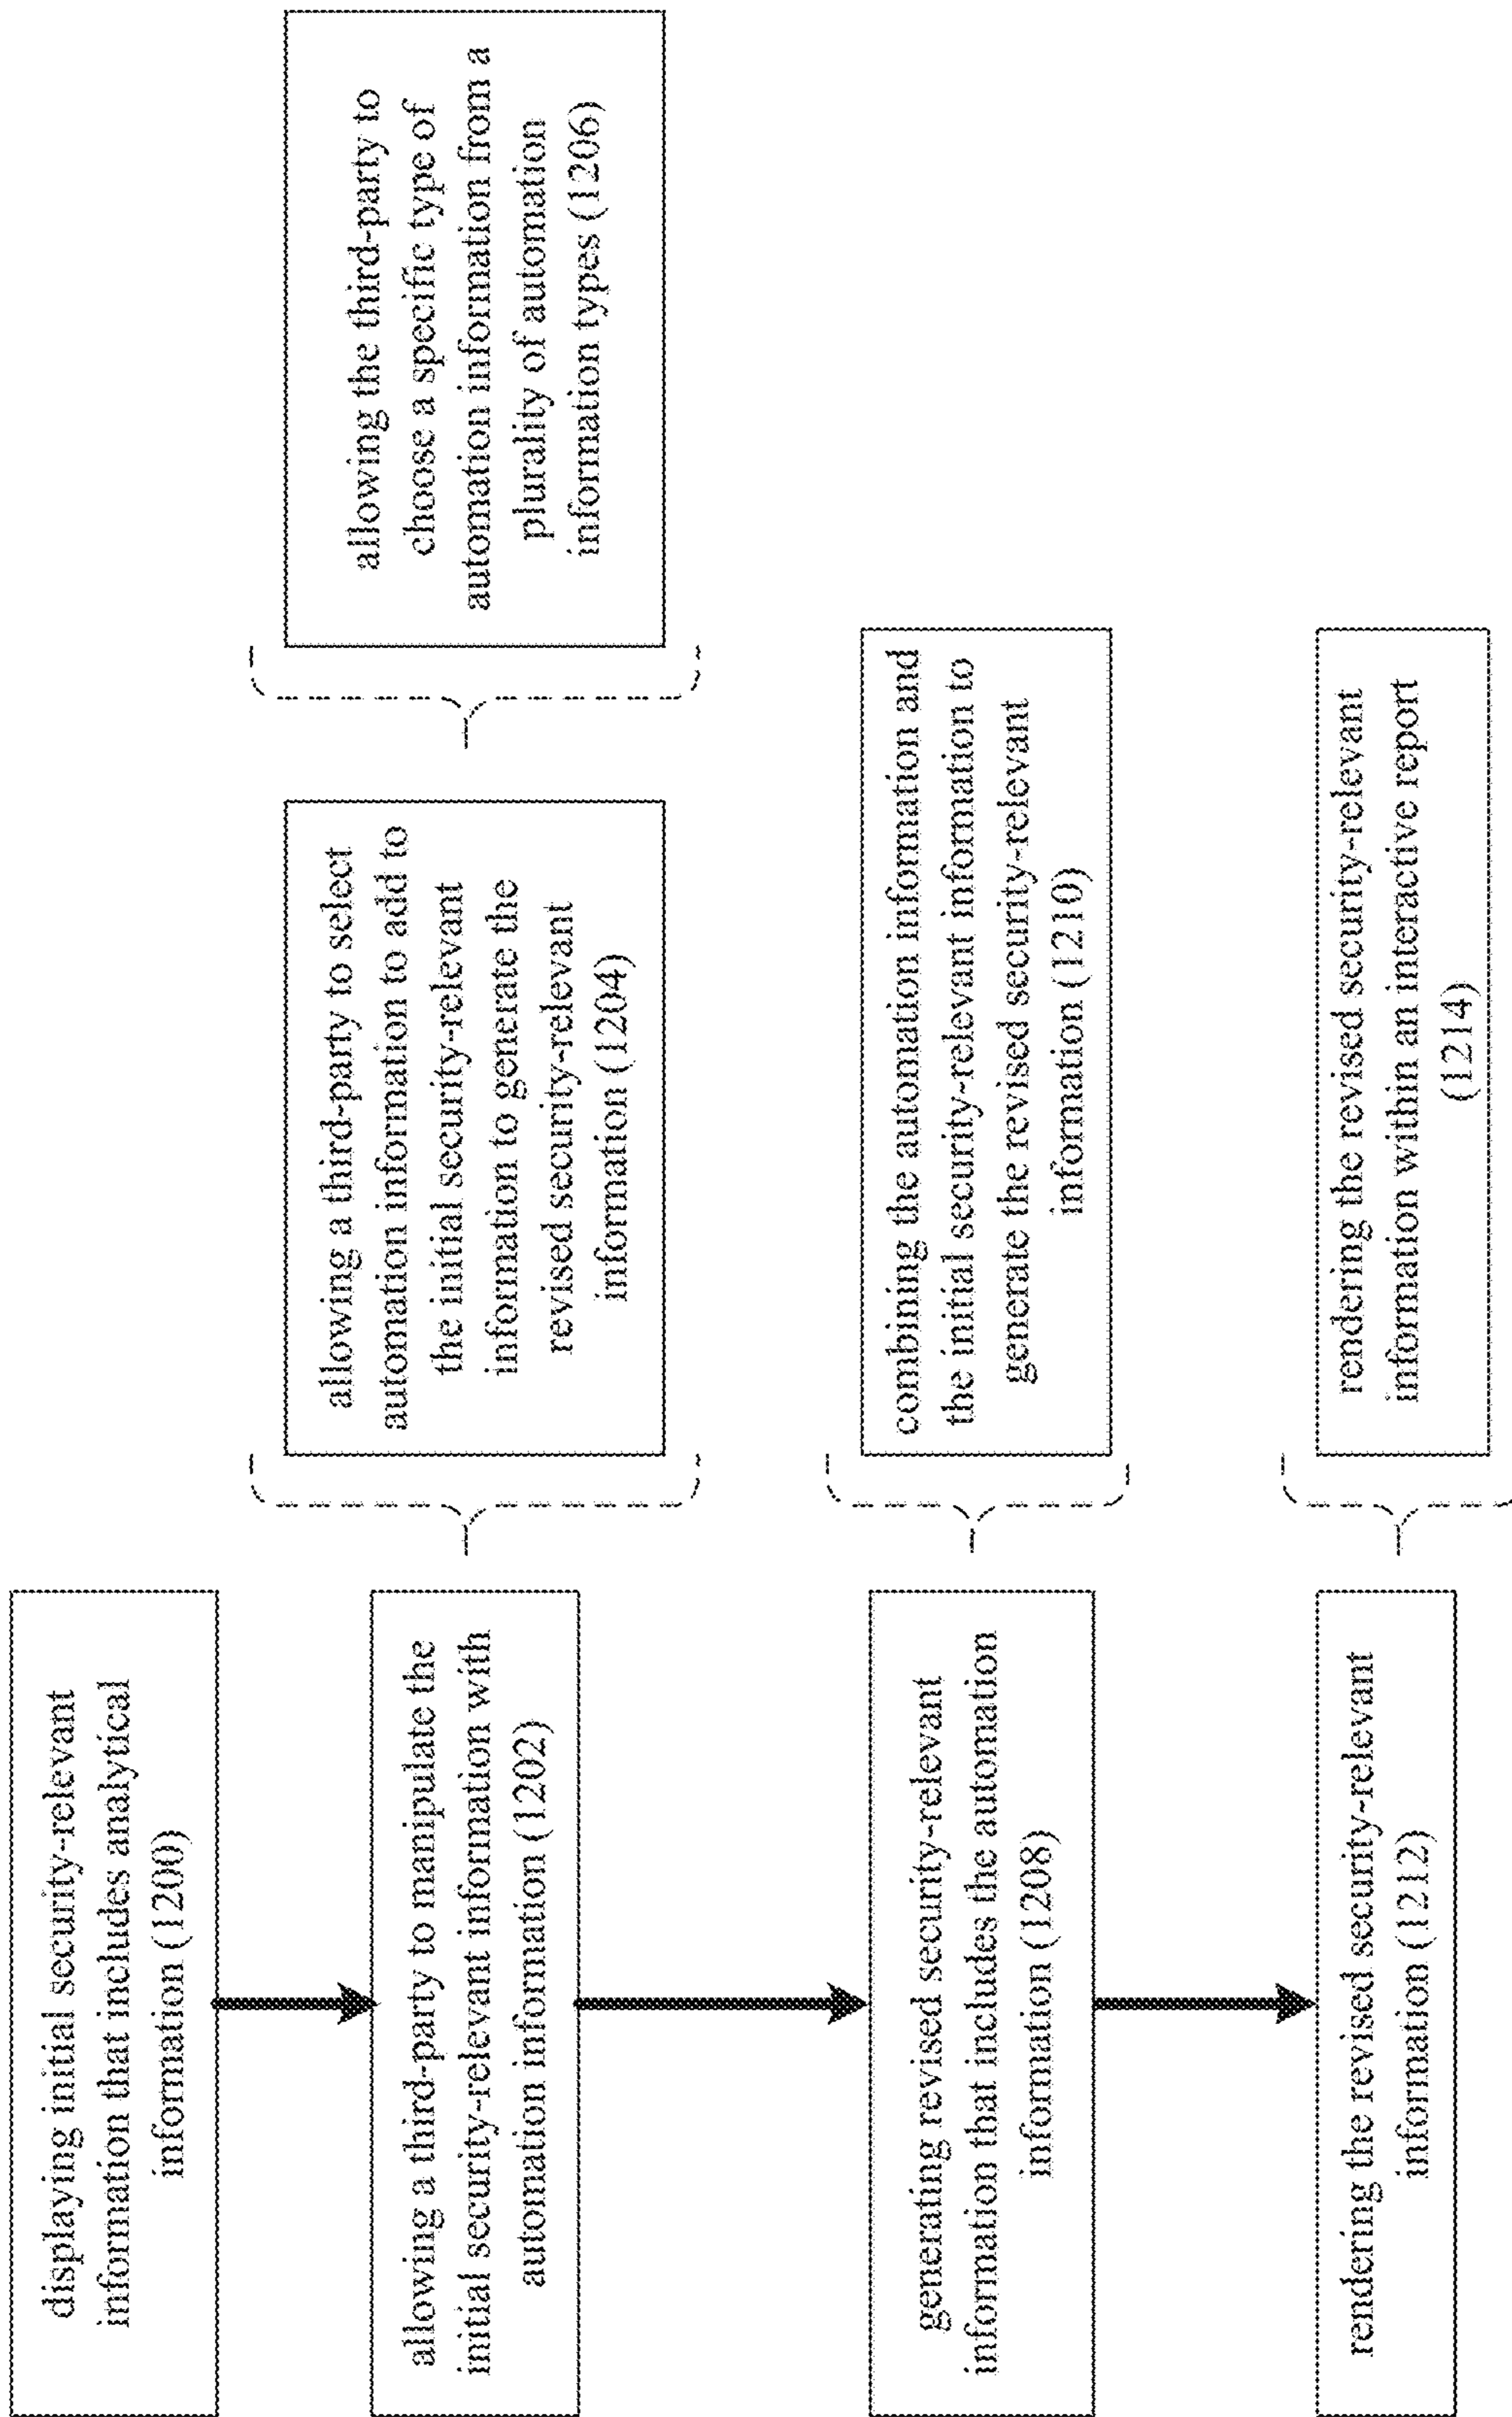 displaying initial security-relevant
information that includes analytical
information (1200)
allowing a third-party to manipulate the
initial security-relevant information with
automation information (1202)
allowing a third-party to select
automation information to add to
the initial security-relevant
information to generate the
revised security-relevant
information (1204)
allowing the third-party to
choose a specific type of
automation information from a
plurality of automation
information types (1206)
generating revised security-relevant
information that includes the automation
information (1208)
combining the automation information and
the initial security-relevant information to
generate the revised security-relevant
information (1210)
rendering the revised security-relevant
information (1212)
rendering the revised security-relevant
information within an interactive report
(1214)